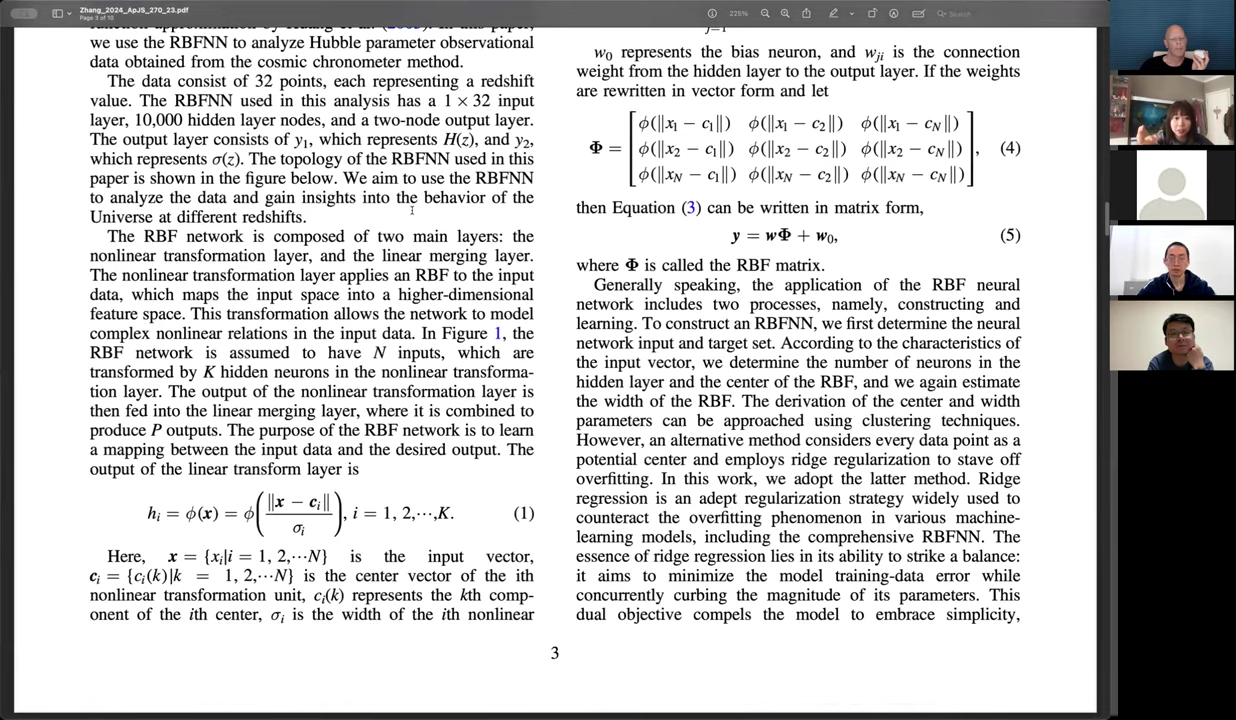 Zhang_2024_ApJS_270_23.pdf
Page 3 of 10
225%
Search
we use the RBFNN to analyze Hubble parameter observational
data obtained from the cosmic chronometer method.
The data consist of 32 points, each representing a redshift
value. The RBFNN used in this analysis has a 1 × 32 input
layer, 10,000 hidden layer nodes, and a two-node output layer.
The output layer consists of y₁, which represents H(z), and y₂,
which represents σ(z). The topology of the RBFNN used in this
paper is shown in the figure below. We aim to use the RBFNN
to analyze the data and gain insights into the behavior of the
Universe at different redshifts.
The RBF network is composed of two main layers: the
nonlinear transformation layer, and the linear merging layer.
The nonlinear transformation layer applies an RBF to the input
data, which maps the input space into a higher-dimensional
feature space. This transformation allows the network to model
complex nonlinear relations in the input data. In Figure 1, the
RBF network is assumed to have N inputs, which are
transformed by K hidden neurons in the nonlinear transforma-
tion layer. The output of the nonlinear transformation layer is
then fed into the linear merging layer, where it is combined to
produce P outputs. The purpose of the RBF network is to learn
a mapping between the input data and the desired output. The
output of the linear transform layer is
hᵢ = ϕ(x) = ϕ(‖x − cᵢ‖ / σᵢ), i = 1, 2,⋯,K. (1)
Here, x = {xᵢ|i = 1, 2,⋯N} is the input vector,
cᵢ = {cᵢ(k)|k = 1, 2,⋯N} is the center vector of the ith
nonlinear transformation unit, cᵢ(k) represents the kth comp-
onent of the ith center, σᵢ is the width of the ith nonlinear
j=1
w₀ represents the bias neuron, and wⱼᵢ is the connection
weight from the hidden layer to the output layer. If the weights
are rewritten in vector form and let
ϕ(‖x₁ − c₁‖) ϕ(‖x₁ − c₂‖) ϕ(‖x₁ − c_N‖)
Φ = ϕ(‖x₂ − c₁‖) ϕ(‖x₂ − c₂‖) ϕ(‖x₂ − c_N‖), (4)
ϕ(‖x_N − c₁‖) ϕ(‖x_N − c₂‖) ϕ(‖x_N − c_N‖)
then Equation (3) can be written in matrix form,
y = wΦ + w₀, (5)
where Φ is called the RBF matrix.
Generally speaking, the application of the RBF neural
network includes two processes, namely, constructing and
learning. To construct an RBFNN, we first determine the neural
network input and target set. According to the characteristics of
the input vector, we determine the number of neurons in the
hidden layer and the center of the RBF, and we again estimate
the width of the RBF. The derivation of the center and width
parameters can be approached using clustering techniques.
However, an alternative method considers every data point as a
potential center and employs ridge regularization to stave off
overfitting. In this work, we adopt the latter method. Ridge
regression is an adept regularization strategy widely used to
counteract the overfitting phenomenon in various machine-
learning models, including the comprehensive RBFNN. The
essence of ridge regression lies in its ability to strike a balance:
it aims to minimize the model training-data error while
concurrently curbing the magnitude of its parameters. This
dual objective compels the model to embrace simplicity,
3